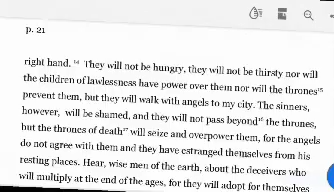 p. 21
right hand. ¹⁴ They will not be hungry, they will not be thirsty nor will
the children of lawlessness have power over them nor will the thrones¹⁵
prevent them, but they will walk with angels to my city. The sinners,
however, will be shamed, and they will not pass beyond¹⁶ the thrones,
but the thrones of death¹⁷ will seize and overpower them, for the angels
do not agree with them and they have estranged themselves from his
resting places. Hear, wise men of the earth, about the deceivers who
will multiply at the end of the ages, for they will adopt for themselves